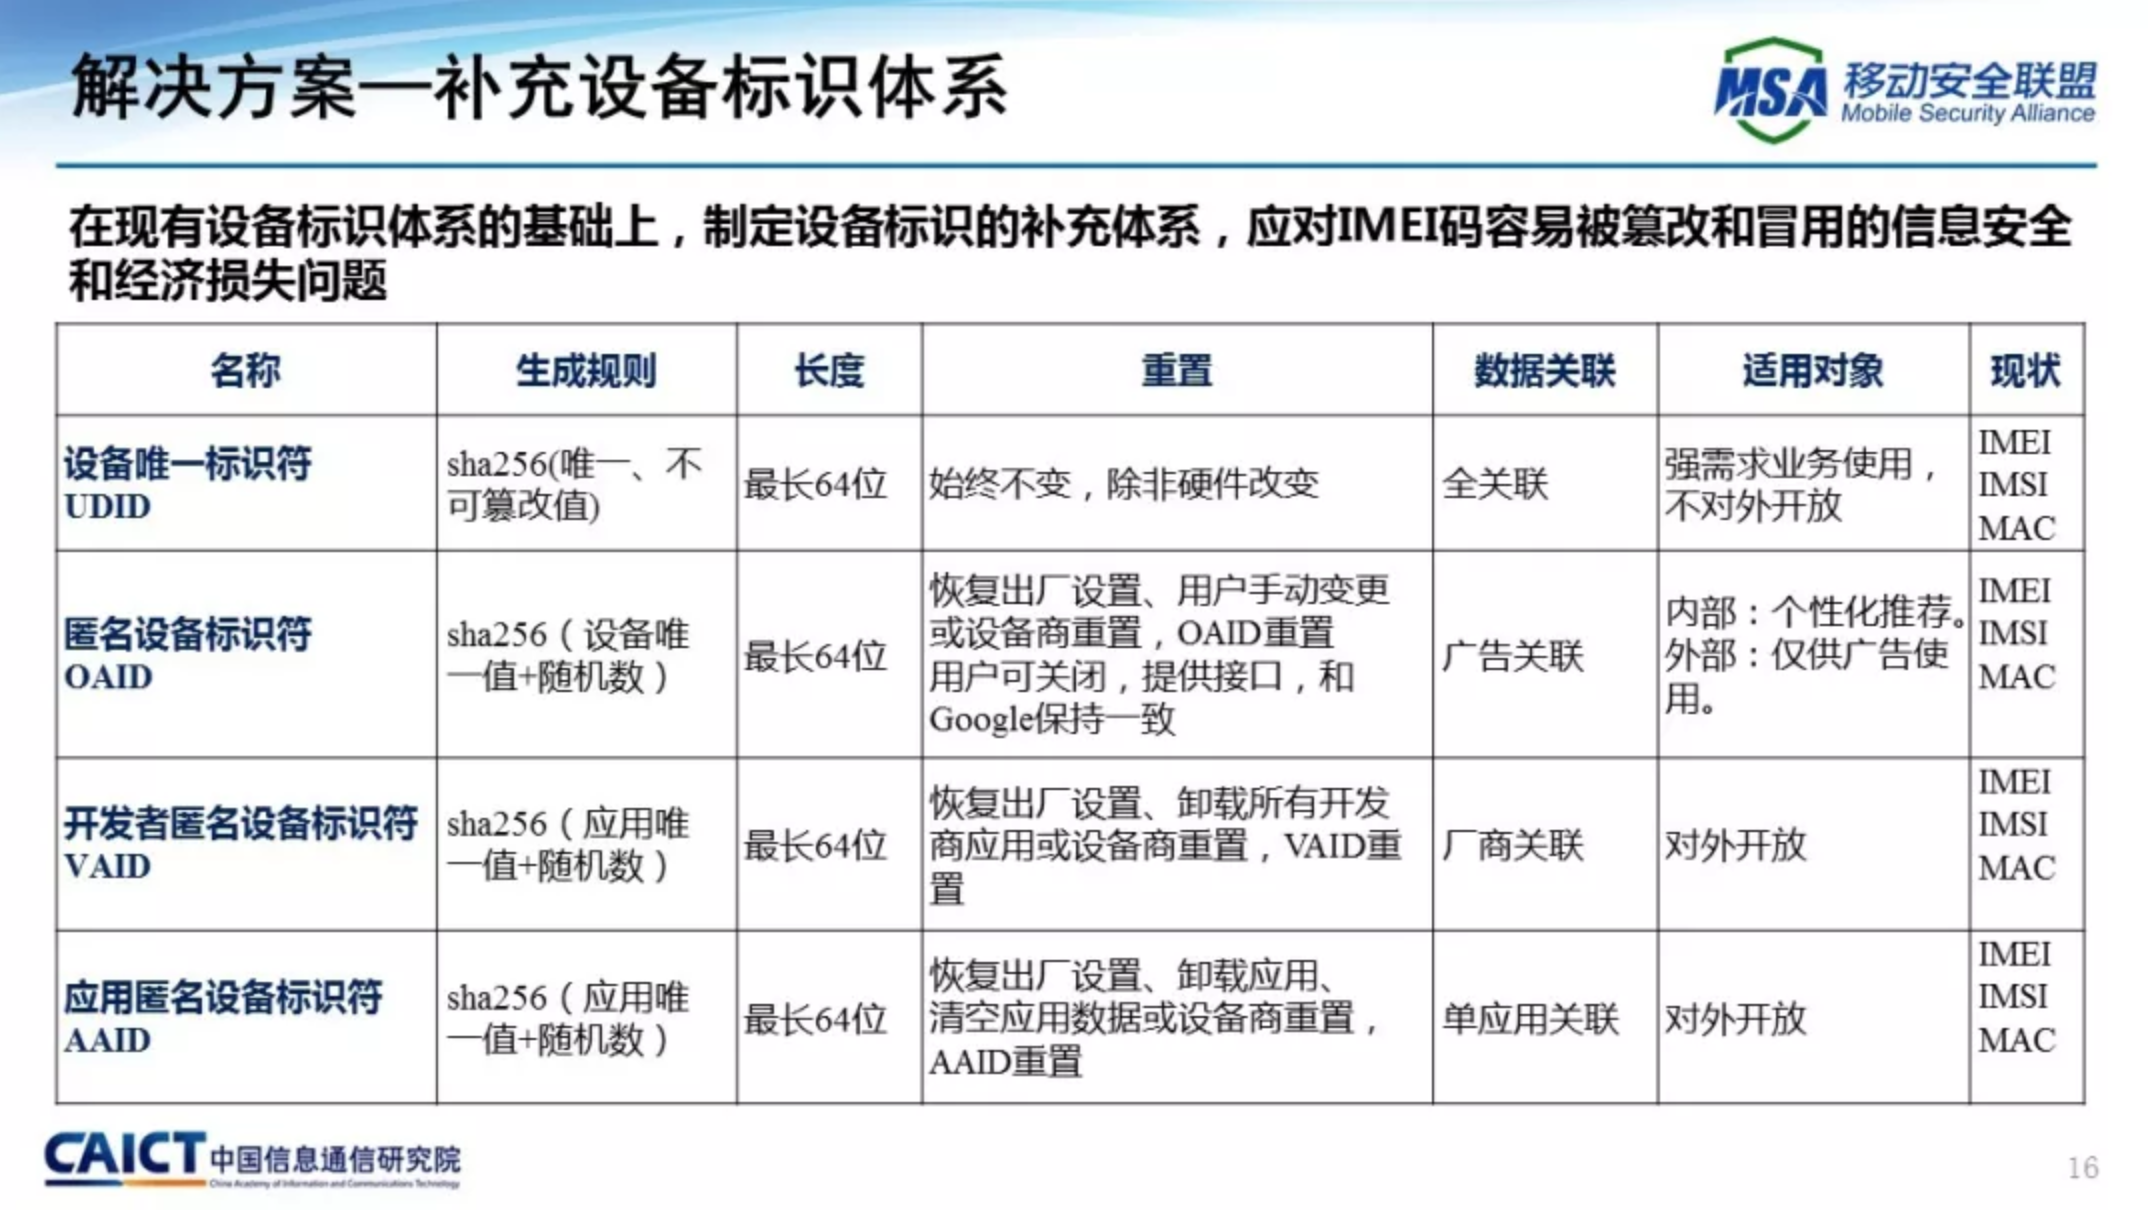 解决方案—补充设备标识体系
MSA 移动安全联盟
Mobile Security Alliance
在现有设备标识体系的基础上，制定设备标识的补充体系，应对IMEI码容易被篡改和冒用的信息安全
和经济损失问题
名称 生成规则 长度 重置 数据关联 适用对象 现状
设备唯一标识符
UDID
sha256(唯一、不
可篡改值)
最长64位
始终不变，除非硬件改变
全关联
强需求业务使用，
不对外开放
IMEI
IMSI
MAC
匿名设备标识符
OAID
sha256（设备唯
一值+随机数）
最长64位
恢复出厂设置、用户手动变更
或设备商重置，OAID重置
用户可关闭，提供接口，和
Google保持一致
广告关联
内部：个性化推荐。
外部：仅供广告使
用。
IMEI
IMSI
MAC
开发者匿名设备标识符
VAID
sha256（应用唯
一值+随机数）
最长64位
恢复出厂设置、卸载所有开发
商应用或设备商重置，VAID重
置
厂商关联
对外开放
IMEI
IMSI
MAC
应用匿名设备标识符
AAID
sha256（应用唯
一值+随机数）
最长64位
恢复出厂设置、卸载应用、
清空应用数据或设备商重置，
AAID重置
单应用关联
对外开放
IMEI
IMSI
MAC
CAICT 中国信息通信研究院
China Academy of Information and Communications Technology
16